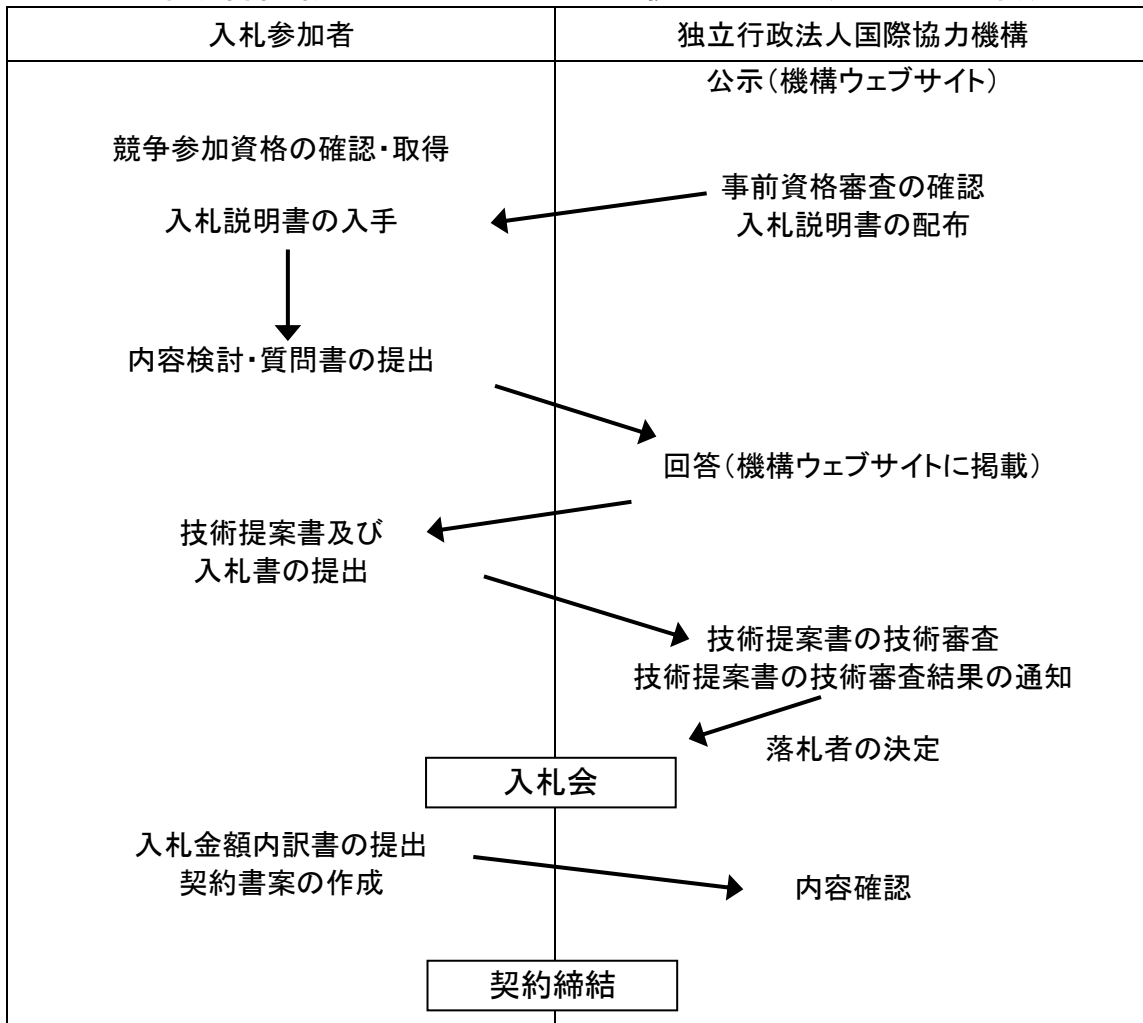 入札参加者
独立行政法人国際協力機構
公示（機構ウェブサイト）
競争参加資格の確認・取得
事前資格審査の確認
入札説明書の配布
入札説明書の入手
内容検討・質問書の提出
回答（機構ウェブサイトに掲載）
技術提案書及び
入札書の提出
技術提案書の技術審査
技術提案書の技術審査結果の通知
落札者の決定
入札会
入札金額内訳書の提出
契約書案の作成
内容確認
契約締結